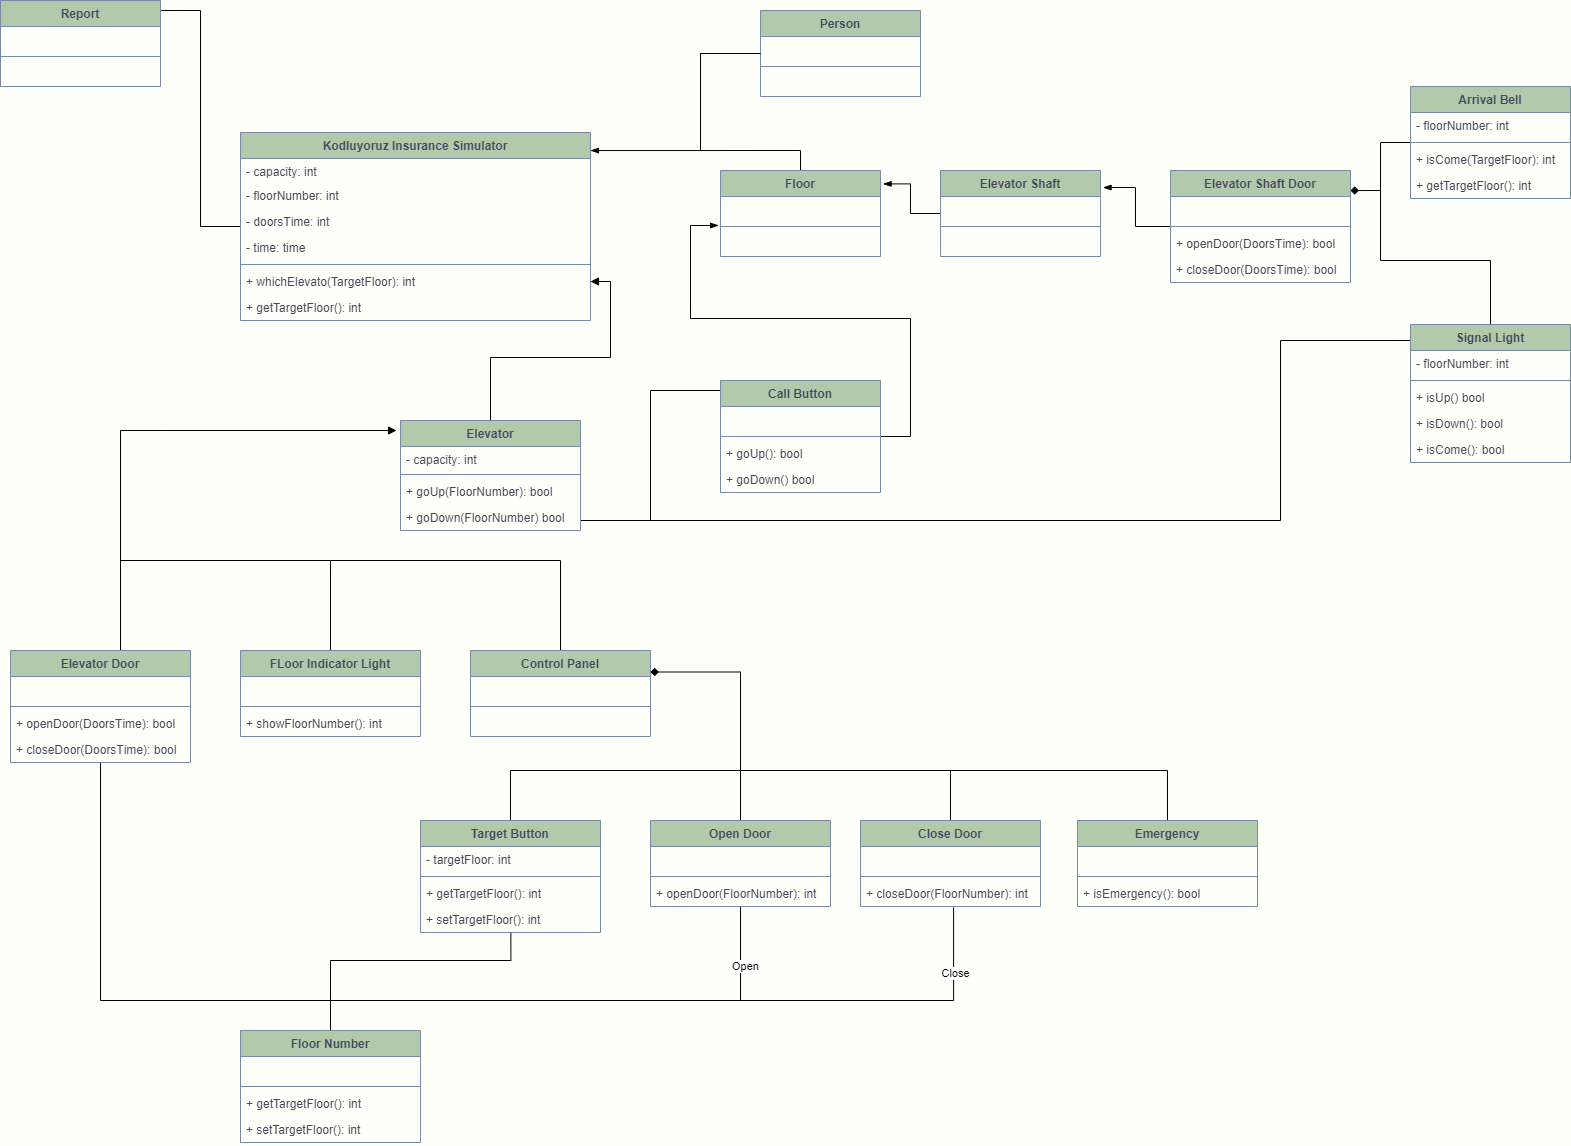 Report
Person
Kodluyoruz Insurance Simulator
- capacity: int
- floorNumber: int
- doorsTime: int
- time: time
+ whichElevato(TargetFloor): int
+ getTargetFloor(): int
Floor
Elevator Shaft
Elevator Shaft Door
+ openDoor(DoorsTime): bool
+ closeDoor(DoorsTime): bool
Arrival Bell
- floorNumber: int
+ isCome(TargetFloor): int
+ getTargetFloor(): int
Signal Light
- floorNumber: int
+ isUp() bool
+ isDown(): bool
+ isCome(): bool
Call Button
+ goUp(): bool
+ goDown() bool
Elevator
- capacity: int
+ goUp(FloorNumber): bool
+ goDown(FloorNumber) bool
Elevator Door
+ openDoor(DoorsTime): bool
+ closeDoor(DoorsTime): bool
FLoor Indicator Light
+ showFloorNumber(): int
Control Panel
Target Button
- targetFloor: int
+ getTargetFloor(): int
+ setTargetFloor(): int
Open Door
+ openDoor(FloorNumber): int
Close Door
+ closeDoor(FloorNumber): int
Emergency
+ isEmergency(): bool
Open
Close
Floor Number
+ getTargetFloor(): int
+ setTargetFloor(): int